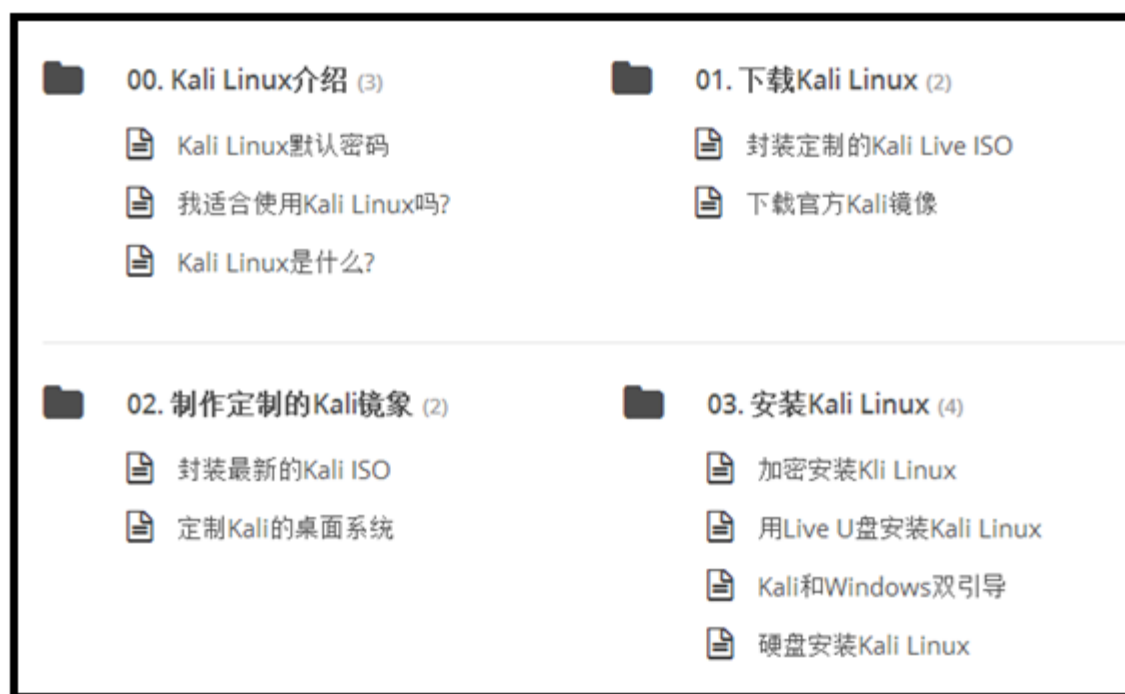 00. Kali Linux介绍 (3)
Kali Linux默认密码
我适合使用Kali Linux吗?
Kali Linux是什么?
01. 下载Kali Linux (2)
封装定制的Kali Live ISO
下载官方Kali镜像
02. 制作定制的Kali镜象 (2)
封装最新的Kali ISO
定制Kali的桌面系统
03. 安装Kali Linux (4)
加密安装Kli Linux
用Live U盘安装Kali Linux
Kali和Windows双引导
硬盘安装Kali Linux